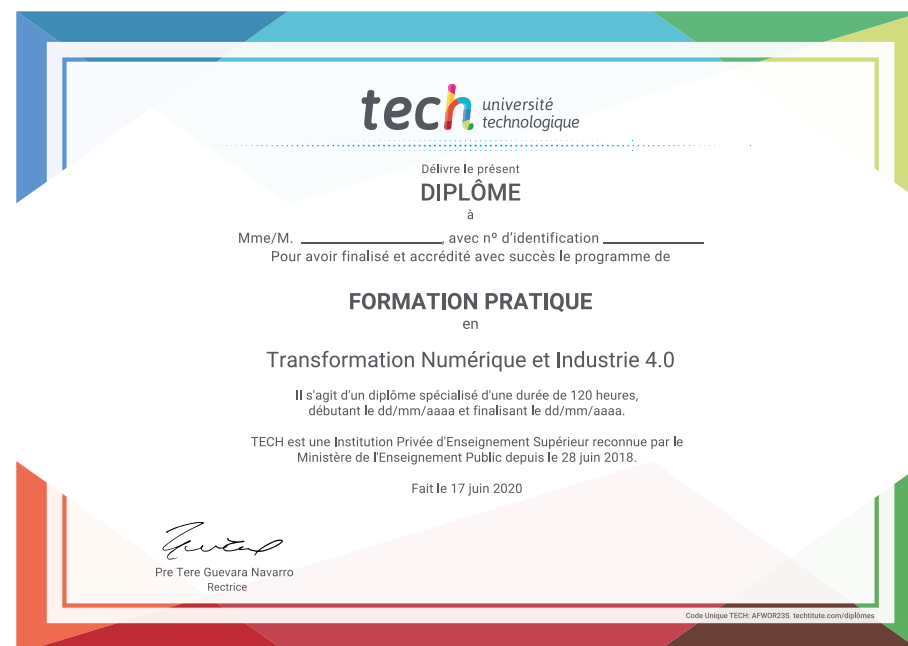 tech université
technologique
Délivre le présent
DIPLÔME
à
Mme/M. ____________________, avec nº d'identification ______________
Pour avoir finalisé et accrédité avec succès le programme de
FORMATION PRATIQUE
en
Transformation Numérique et Industrie 4.0
Il s'agit d'un diplôme spécialisé d'une durée de 120 heures,
débutant le dd/mm/aaaa et finalisant le dd/mm/aaaa.
TECH est une Institution Privée d'Enseignement Supérieur reconnue par le
Ministère de l'Enseignement Public depuis le 28 juin 2018.
Fait le 17 juin 2020
Pre Tere Guevara Navarro
Rectrice
Code Unique TECH: AFWOR23S techtitute.com/diplômes